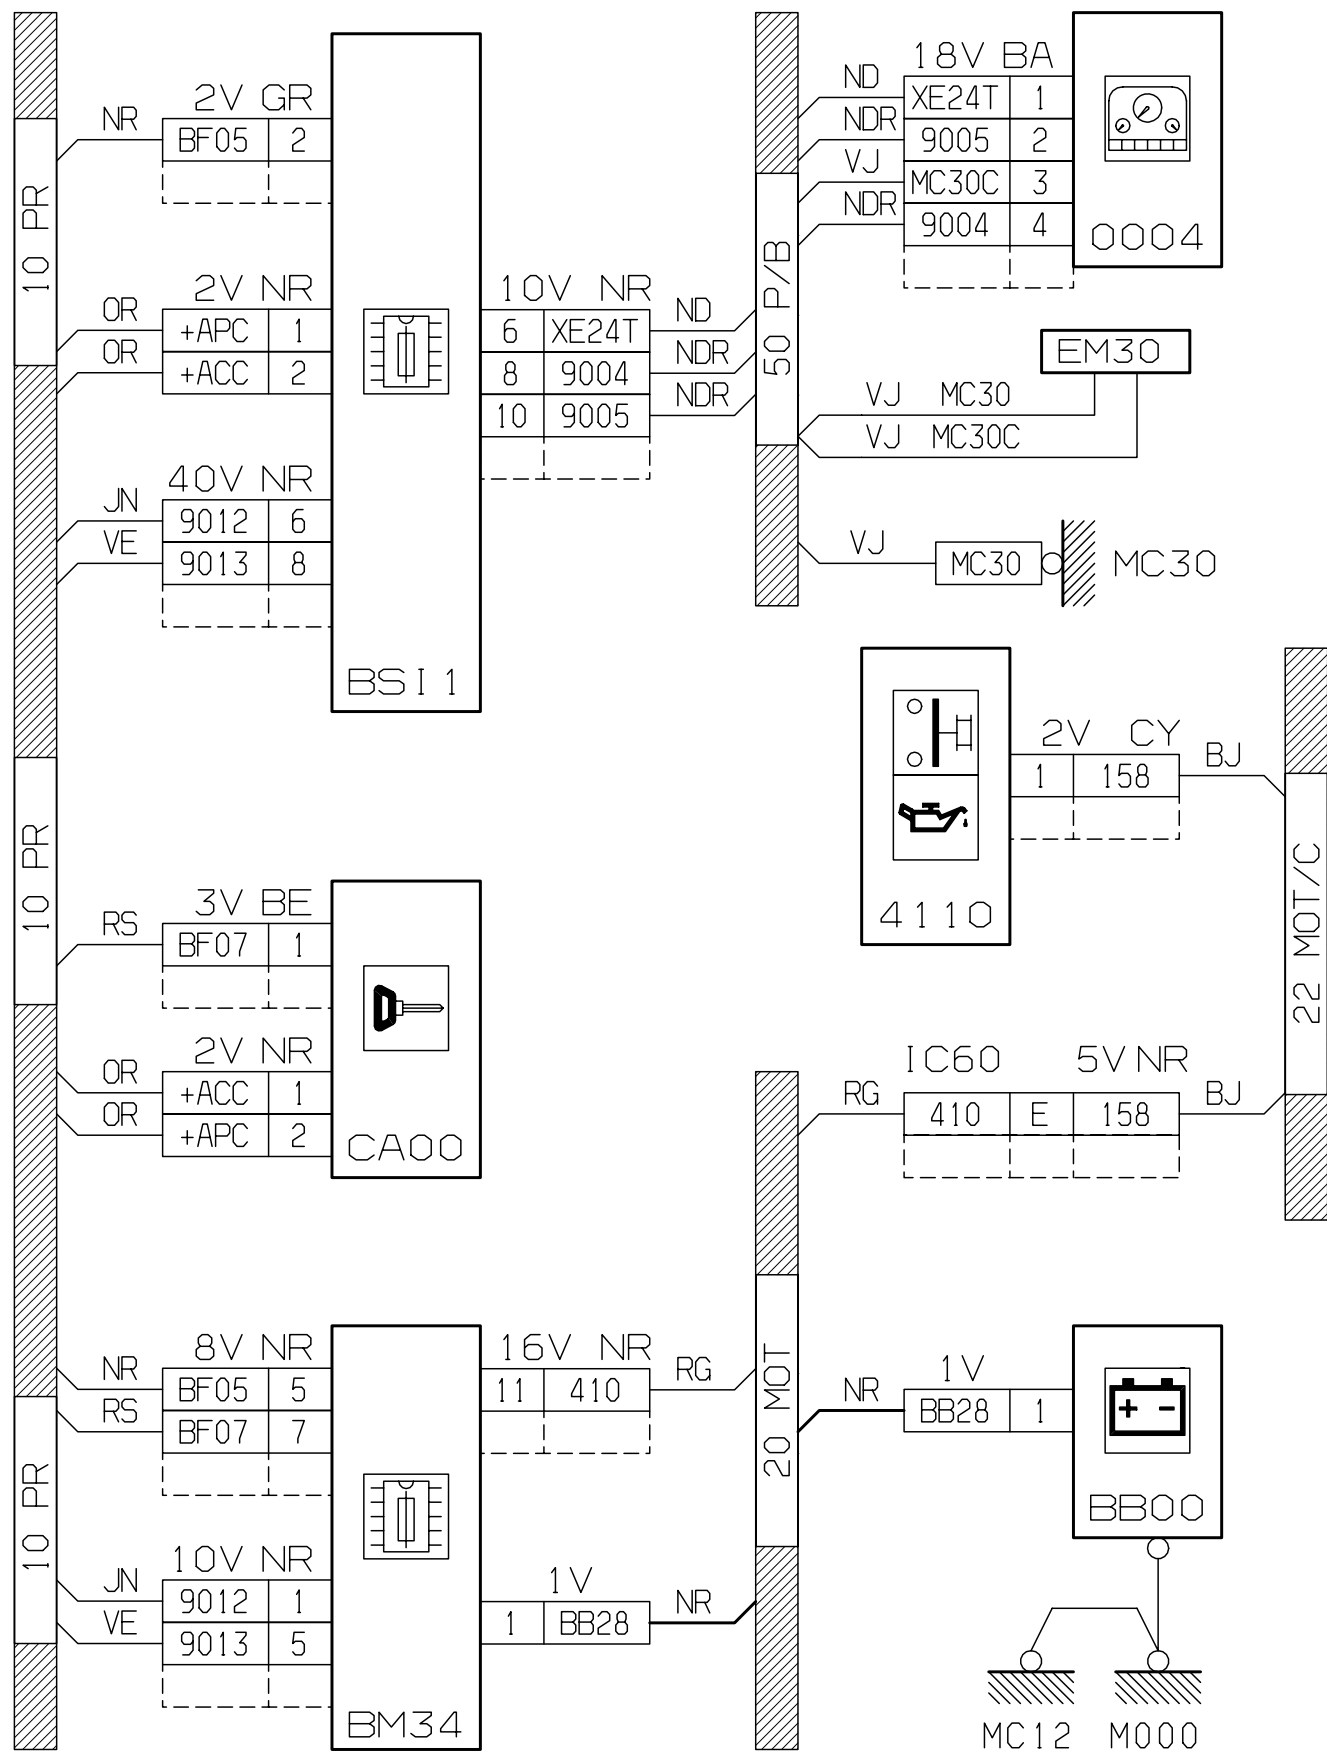 10 PR
2V GR
NR BF05 2
2V NR
OR +APC 1
OR +ACC 2
40V NR
JN 9012 6
VE 9013 8
BSI1
10V NR
6 XE24T ND
8 9004 NDR
10 9005 NDR
50 P/B
18V BA
ND XE24T 1
NDR 9005 2
VJ MC30C 3
NDR 9004 4
0004
EM30
VJ MC30
VJ MC30C
VJ MC30 MC30
2V CY
1 158 BJ
4110
22 MOT/C
10 PR
3V BE
RS BF07 1
2V NR
OR +ACC 1
OR +APC 2
CA00
IC60 5V NR
RG 410 E 158 BJ
10 PR
8V NR
NR BF05 5
RS BF07 7
10V NR
JN 9012 1
VE 9013 5
BM34
16V NR
11 410 RG
1V
1 BB28 NR
20 MOT
1V
NR BB28 1
+ −
BB00
MC12 M000